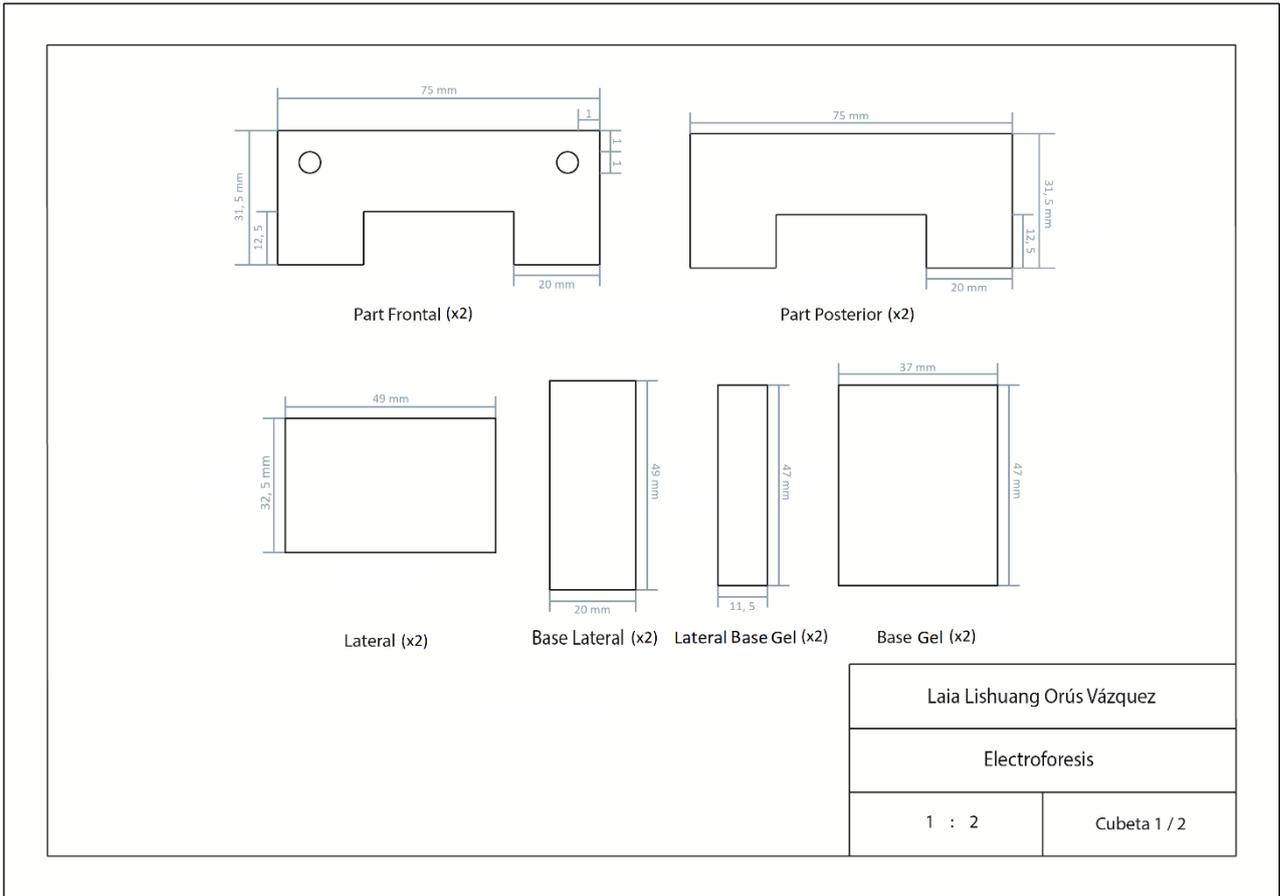 75 mm
1
1
1
31, 5 mm
12, 5
20 mm
Part Frontal (x2)
75 mm
31, 5 mm
12, 5
20 mm
Part Posterior (x2)
49 mm
32, 5 mm
Lateral (x2)
49 mm
20 mm
Base Lateral (x2)
47 mm
11, 5
Lateral Base Gel (x2)
37 mm
47 mm
Base Gel (x2)
Laia Lishuang Orús Vázquez
Electroforesis
1 : 2
Cubeta 1 / 2